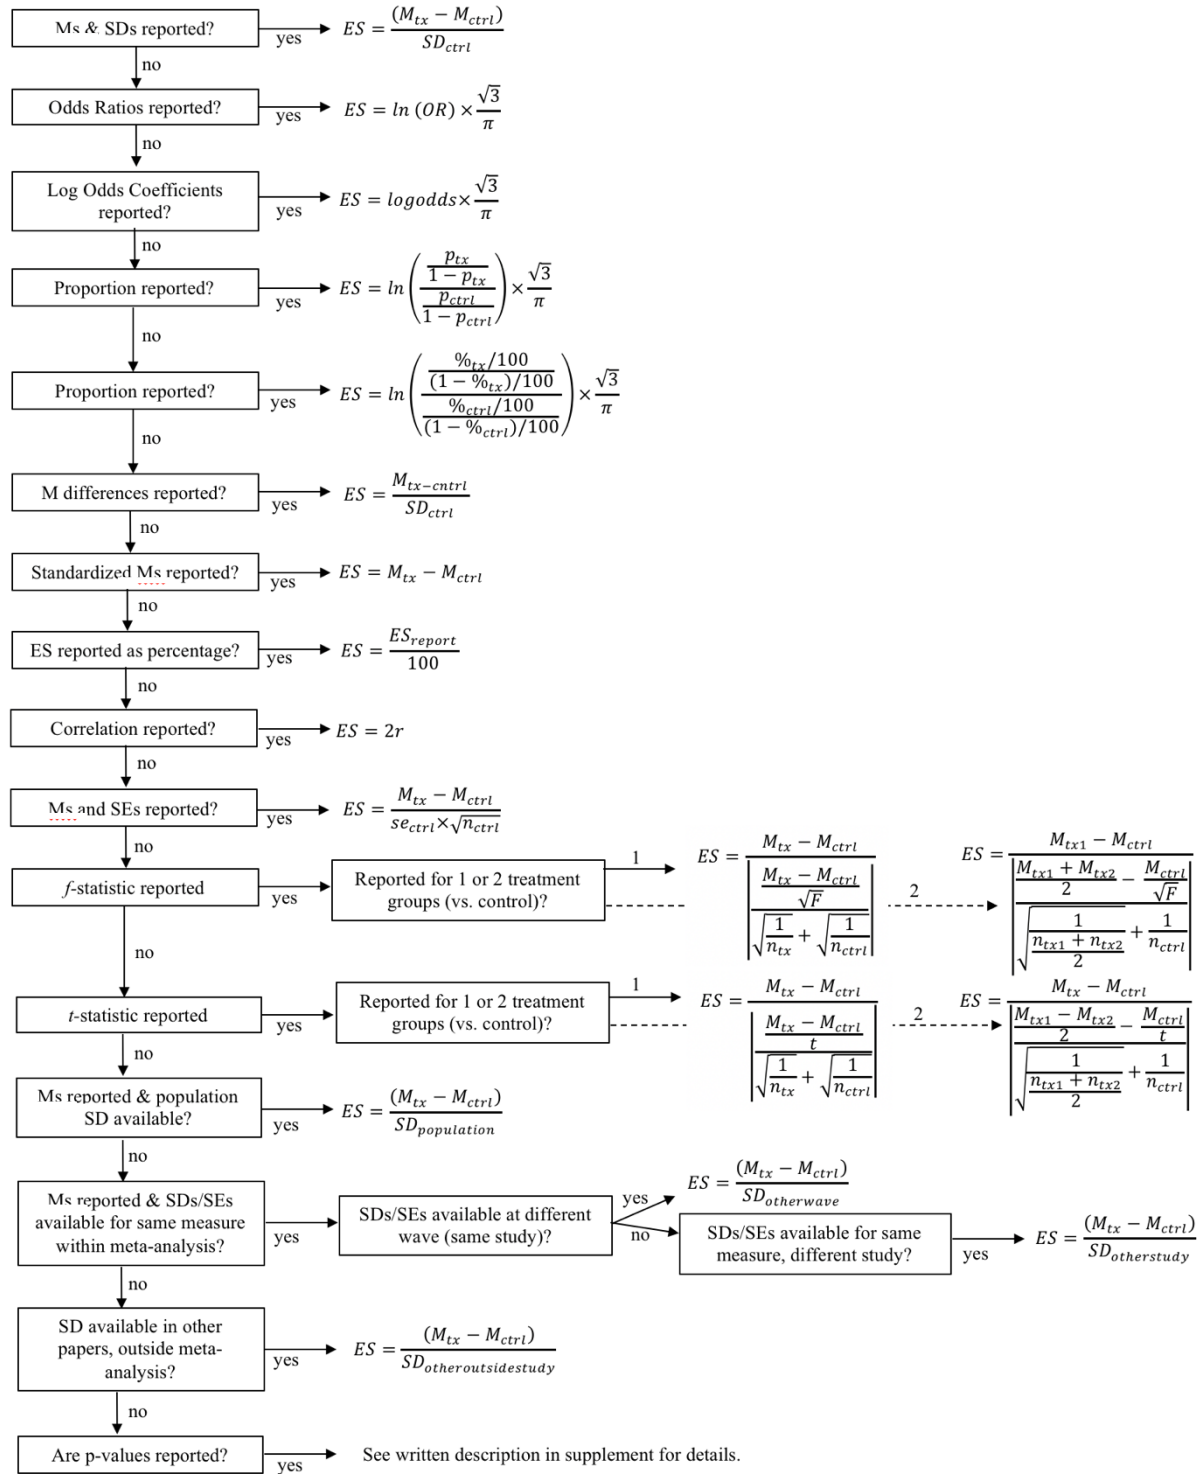 Ms & SDs reported?
yes
ES = (M_tx − M_ctrl) / SD_ctrl
no
Odds Ratios reported?
yes
ES = ln (OR) × √3 / π
no
Log Odds Coefficients
reported?
yes
ES = logodds × √3 / π
no
Proportion reported?
yes
ES = ln((p_tx / (1 − p_tx)) / (p_ctrl / (1 − p_ctrl))) × √3 / π
no
Proportion reported?
yes
ES = ln((%_tx/100 / (1 − %_tx)/100) / (%_ctrl/100 / (1 − %_ctrl)/100)) × √3 / π
no
M differences reported?
yes
ES = M_tx−cntrl / SD_ctrl
no
Standardized Ms reported?
yes
ES = M_tx − M_ctrl
no
ES reported as percentage?
yes
ES = ES_report / 100
no
Correlation reported?
yes
ES = 2r
no
Ms and SEs reported?
yes
ES = (M_tx − M_ctrl) / (se_ctrl × √n_ctrl)
no
f-statistic reported
yes
Reported for 1 or 2 treatment
groups (vs. control)?
1
ES = (M_tx − M_ctrl) / |((M_tx − M_ctrl) / √F) / (√(1 / n_tx) + √(1 / n_ctrl))|
2
ES = (M_tx1 − M_ctrl) / |((M_tx1 + M_tx2) / 2 − M_ctrl / √F) / √(1 / ((n_tx1 + n_tx2) / 2) + 1 / n_ctrl)|
no
t-statistic reported
yes
Reported for 1 or 2 treatment
groups (vs. control)?
1
ES = (M_tx − M_ctrl) / |((M_tx − M_ctrl) / t) / (√(1 / n_tx) + √(1 / n_ctrl))|
2
ES = (M_tx − M_ctrl) / |((M_tx1 − M_tx2) / 2 − M_ctrl / t) / √(1 / ((n_tx1 + n_tx2) / 2) + 1 / n_ctrl)|
no
Ms reported & population
SD available?
yes
ES = (M_tx − M_ctrl) / SD_population
no
Ms reported & SDs/SEs
available for same measure
within meta-analysis?
yes
SDs/SEs available at different
wave (same study)?
yes
ES = (M_tx − M_ctrl) / SD_otherwave
no
SDs/SEs available for same
measure, different study?
yes
ES = (M_tx − M_ctrl) / SD_otherstudy
no
SD available in other
papers, outside meta-
analysis?
yes
ES = (M_tx − M_ctrl) / SD_otheroutsidestudy
no
Are p-values reported?
yes
See written description in supplement for details.